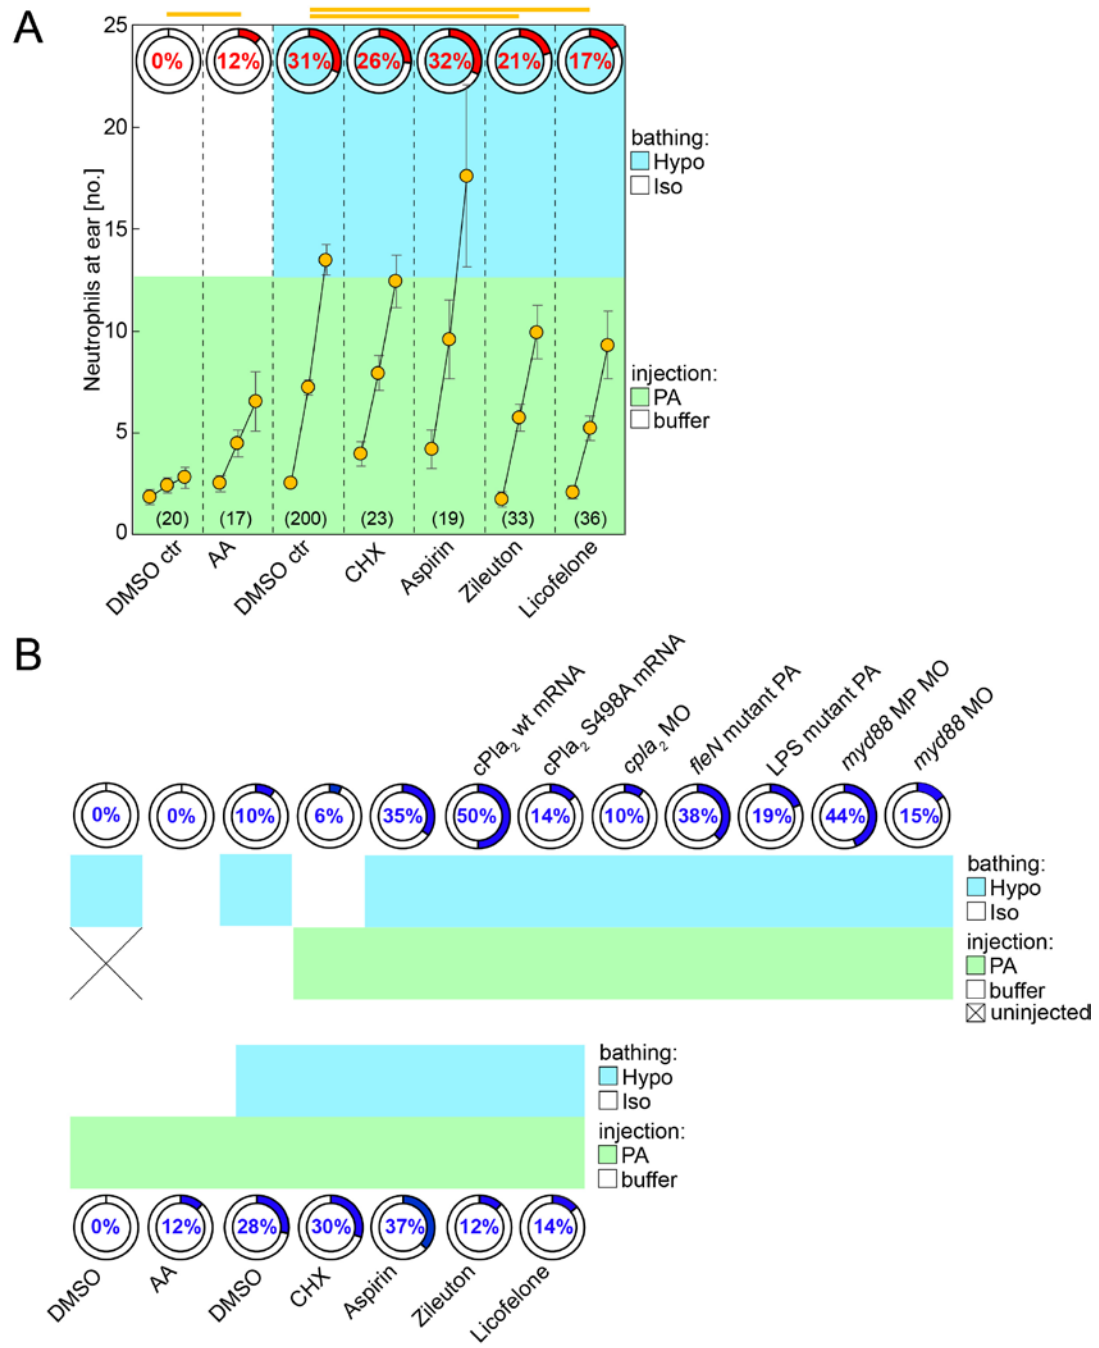 A
25
0%
12%
31%
26%
32%
21%
17%
20
15
10
5
0
Neutrophils at ear [no.]
bathing:
Hypo
Iso
injection:
PA
buffer
(20)
(17)
(200)
(23)
(19)
(33)
(36)
DMSO ctr
AA
DMSO ctr
CHX
Aspirin
Zileuton
Licofelone
B
cPla2 wt mRNA
cPla2 S498A mRNA
cpla2 MO
fleN mutant PA
LPS mutant PA
myd88 MP MO
myd88 MO
0%
0%
10%
6%
35%
50%
14%
10%
38%
19%
44%
15%
bathing:
Hypo
Iso
injection:
PA
buffer
uninjected
bathing:
Hypo
Iso
injection:
PA
buffer
0%
12%
28%
30%
37%
12%
14%
DMSO
AA
DMSO
CHX
Aspirin
Zileuton
Licofelone